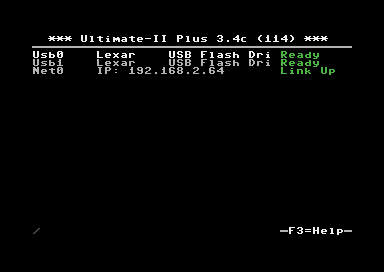 *** Ultimate-II Plus 3.4c (114) ***
Usb0 Lexar USB Flash Dri Ready
Usb1 Lexar USB Flash Dri Ready
Net0 IP: 192.168.2.64 Link Up
/ F3=Help